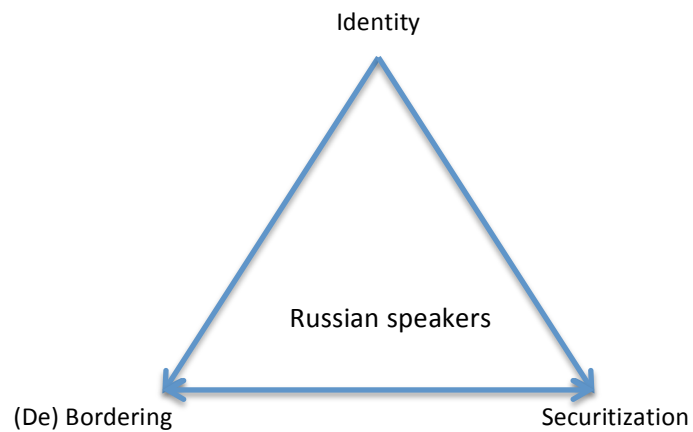 Identity
Russian speakers
(De) Bordering
Securitization